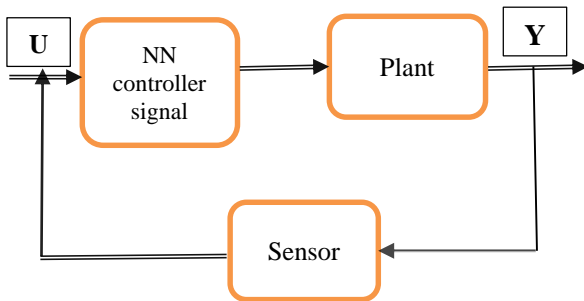 U
NN
controller
signal
Plant
Y
Sensor